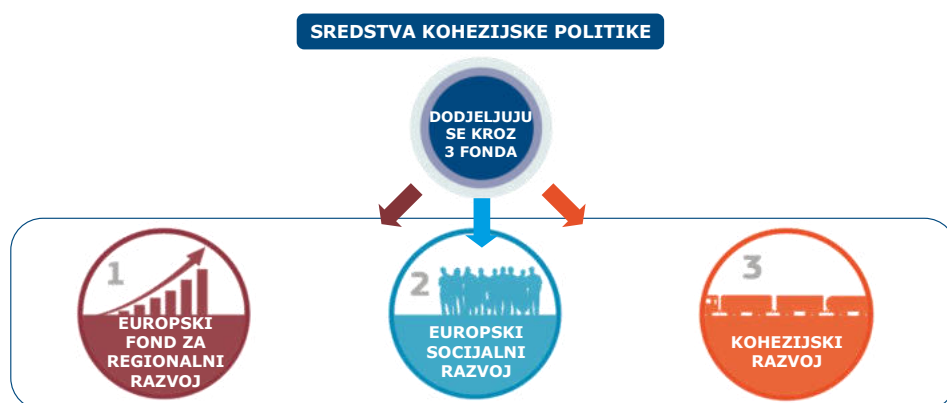 SREDSTVA KOHEZIJSKE POLITIKE
DODJELJUJU
SE KROZ
3 FONDA
1
EUROPSKI
FOND ZA
REGIONALNI
RAZVOJ
2
EUROPSKI
SOCIJALNI
RAZVOJ
3
KOHEZIJSKI
RAZVOJ